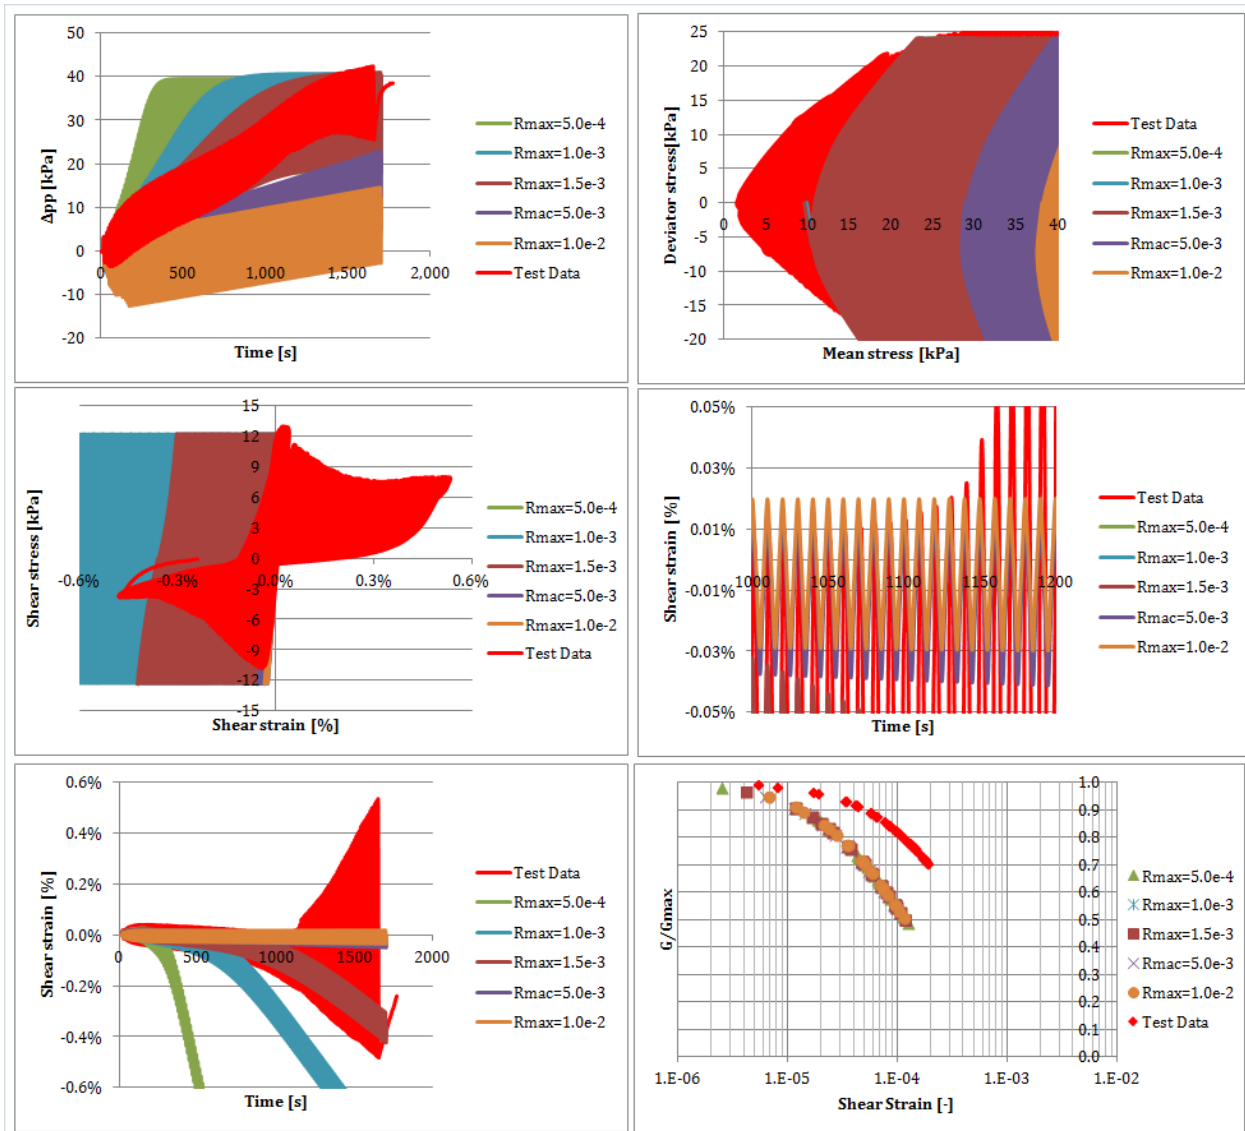 50
40
30
20
10
0
-10
-20
Δpp [kPa]
0
500
1,000
1,500
2,000
Time [s]
Rmax=5.0e-4
Rmax=1.0e-3
Rmax=1.5e-3
Rmac=5.0e-3
Rmax=1.0e-2
Test Data
25
20
15
10
5
0
-5
-10
-15
-20
Deviator stress[kPa]
0 5 10 15 20 25 30 35 40
Mean stress [kPa]
Test Data
Rmax=5.0e-4
Rmax=1.0e-3
Rmax=1.5e-3
Rmac=5.0e-3
Rmax=1.0e-2
15
12
9
6
3
0
-3
-6
-9
-12
-15
Shear stress [kPa]
-0.6% -0.3% -0.0% 0.3% 0.6%
Shear strain [%]
Rmax=5.0e-4
Rmax=1.0e-3
Rmax=1.5e-3
Rmac=5.0e-3
Rmax=1.0e-2
Test Data
0.05%
0.03%
0.01%
-0.01%
-0.03%
-0.05%
Shear strain [%]
1000 1050 1100 1150 1200
Time [s]
Test Data
Rmax=5.0e-4
Rmax=1.0e-3
Rmax=1.5e-3
Rmac=5.0e-3
Rmax=1.0e-2
0.6%
0.4%
0.2%
0.0%
-0.2%
-0.4%
-0.6%
Shear strain [%]
0 500 1000 1500 2000
Time [s]
Test Data
Rmax=5.0e-4
Rmax=1.0e-3
Rmax=1.5e-3
Rmac=5.0e-3
Rmax=1.0e-2
G/Gmax
1.0
0.9
0.8
0.7
0.6
0.5
0.4
0.3
0.2
0.1
0.0
1.E-06 1.E-05 1.E-04 1.E-03 1.E-02
Shear Strain [-]
Rmax=5.0e-4
Rmax=1.0e-3
Rmax=1.5e-3
Rmac=5.0e-3
Rmax=1.0e-2
Test Data